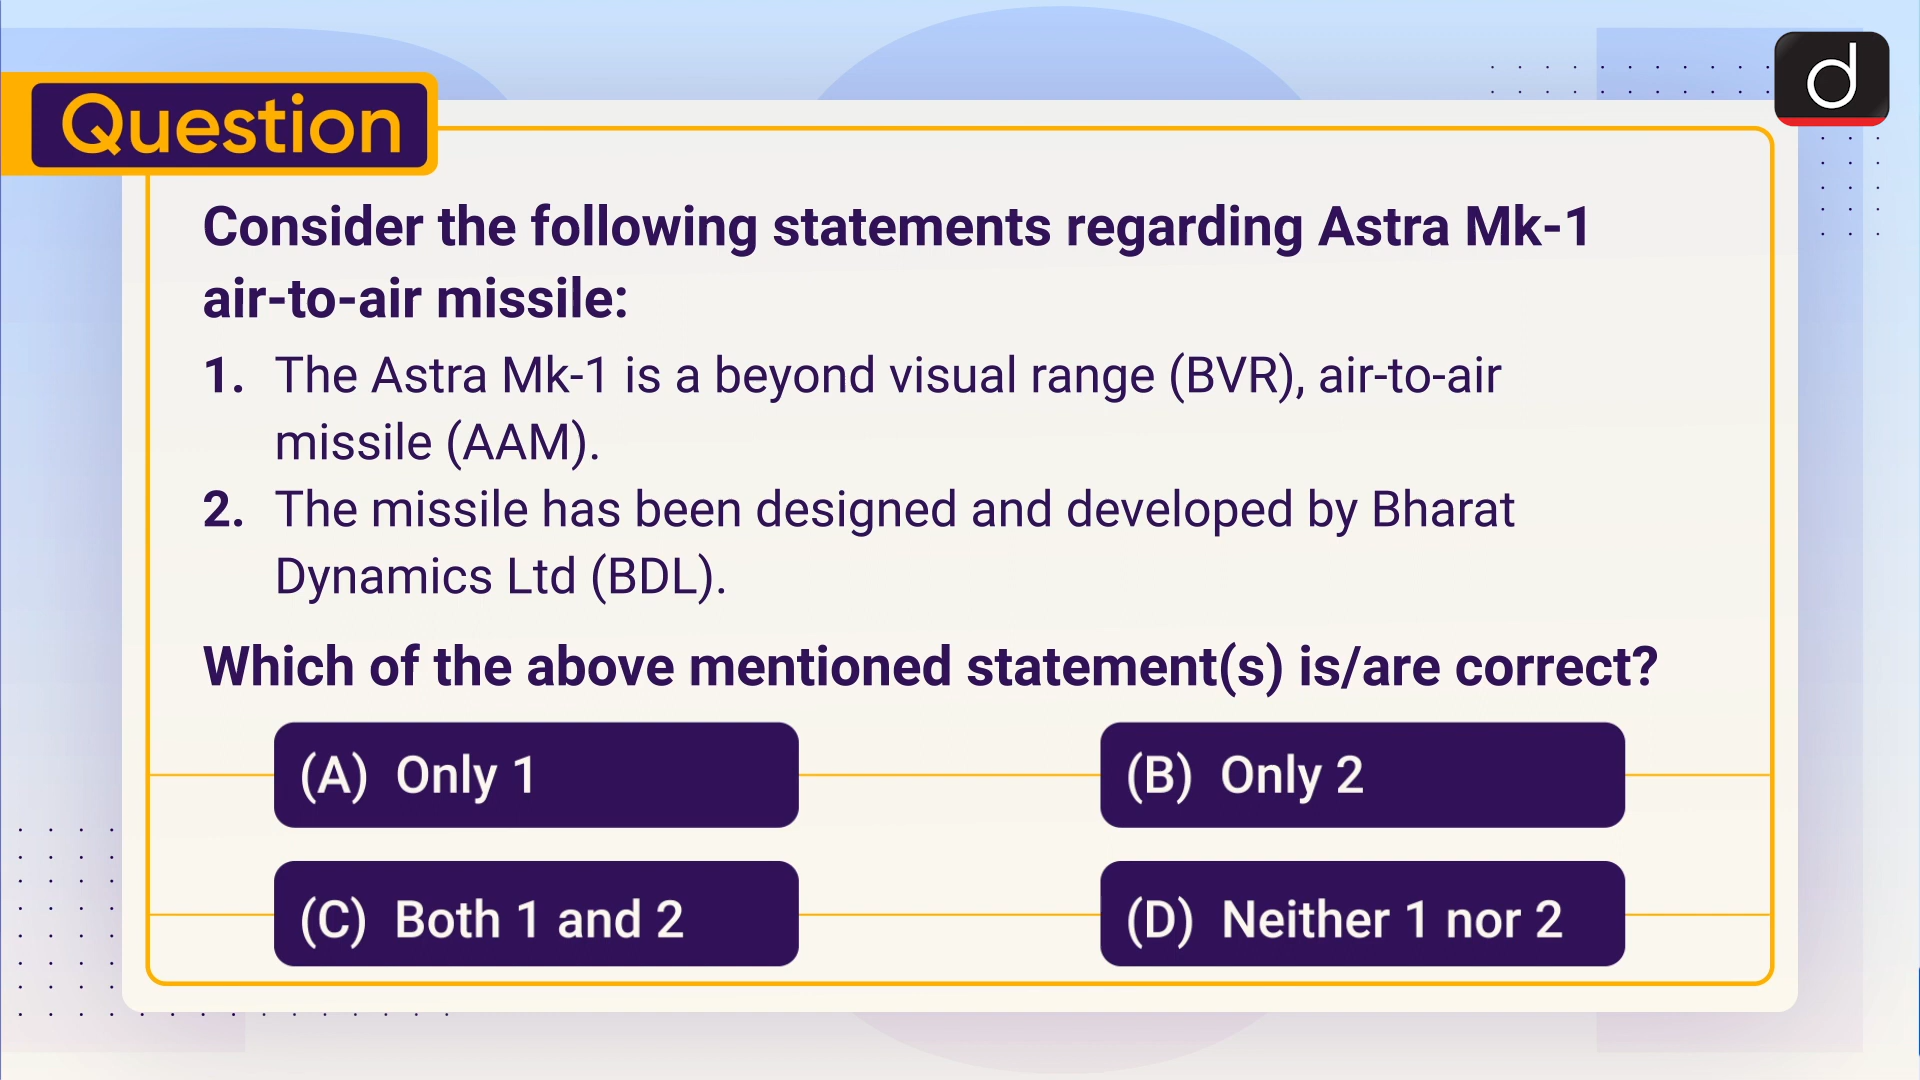 Question
d
Consider the following statements regarding Astra Mk-1
air-to-air missile:
1. The Astra Mk-1 is a beyond visual range (BVR), air-to-air
missile (AAM).
2. The missile has been designed and developed by Bharat
Dynamics Ltd (BDL).
Which of the above mentioned statement(s) is/are correct?
(A) Only 1
(B) Only 2
(C) Both 1 and 2
(D) Neither 1 nor 2